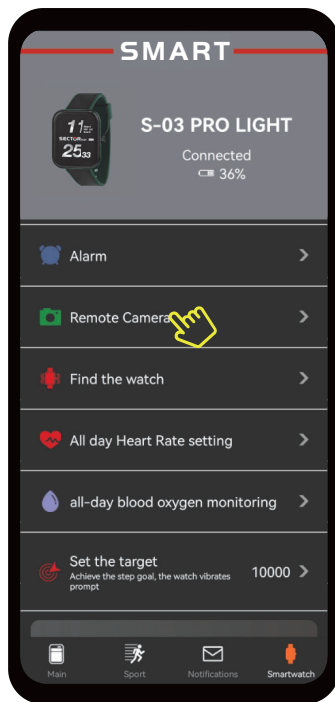 SMART
S-03 PRO LIGHT
Connected
36%
11
SECTOR
25 33
Alarm
Remote Camera
Find the watch
All day Heart Rate setting
all-day blood oxygen monitoring
Set the target
Achieve the step goal, the watch vibrates
prompt
10000
Main
Sport
Notifications
Smartwatch